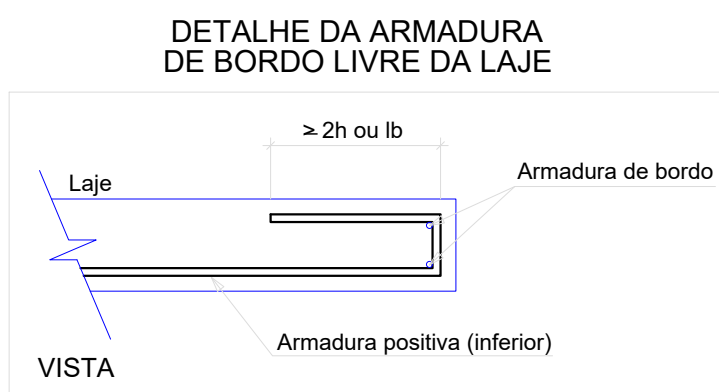 DETALHE DA ARMADURA
DE BORDO LIVRE DA LAJE
≥ 2h ou lb
Armadura de bordo
Laje
Armadura positiva (inferior)
VISTA